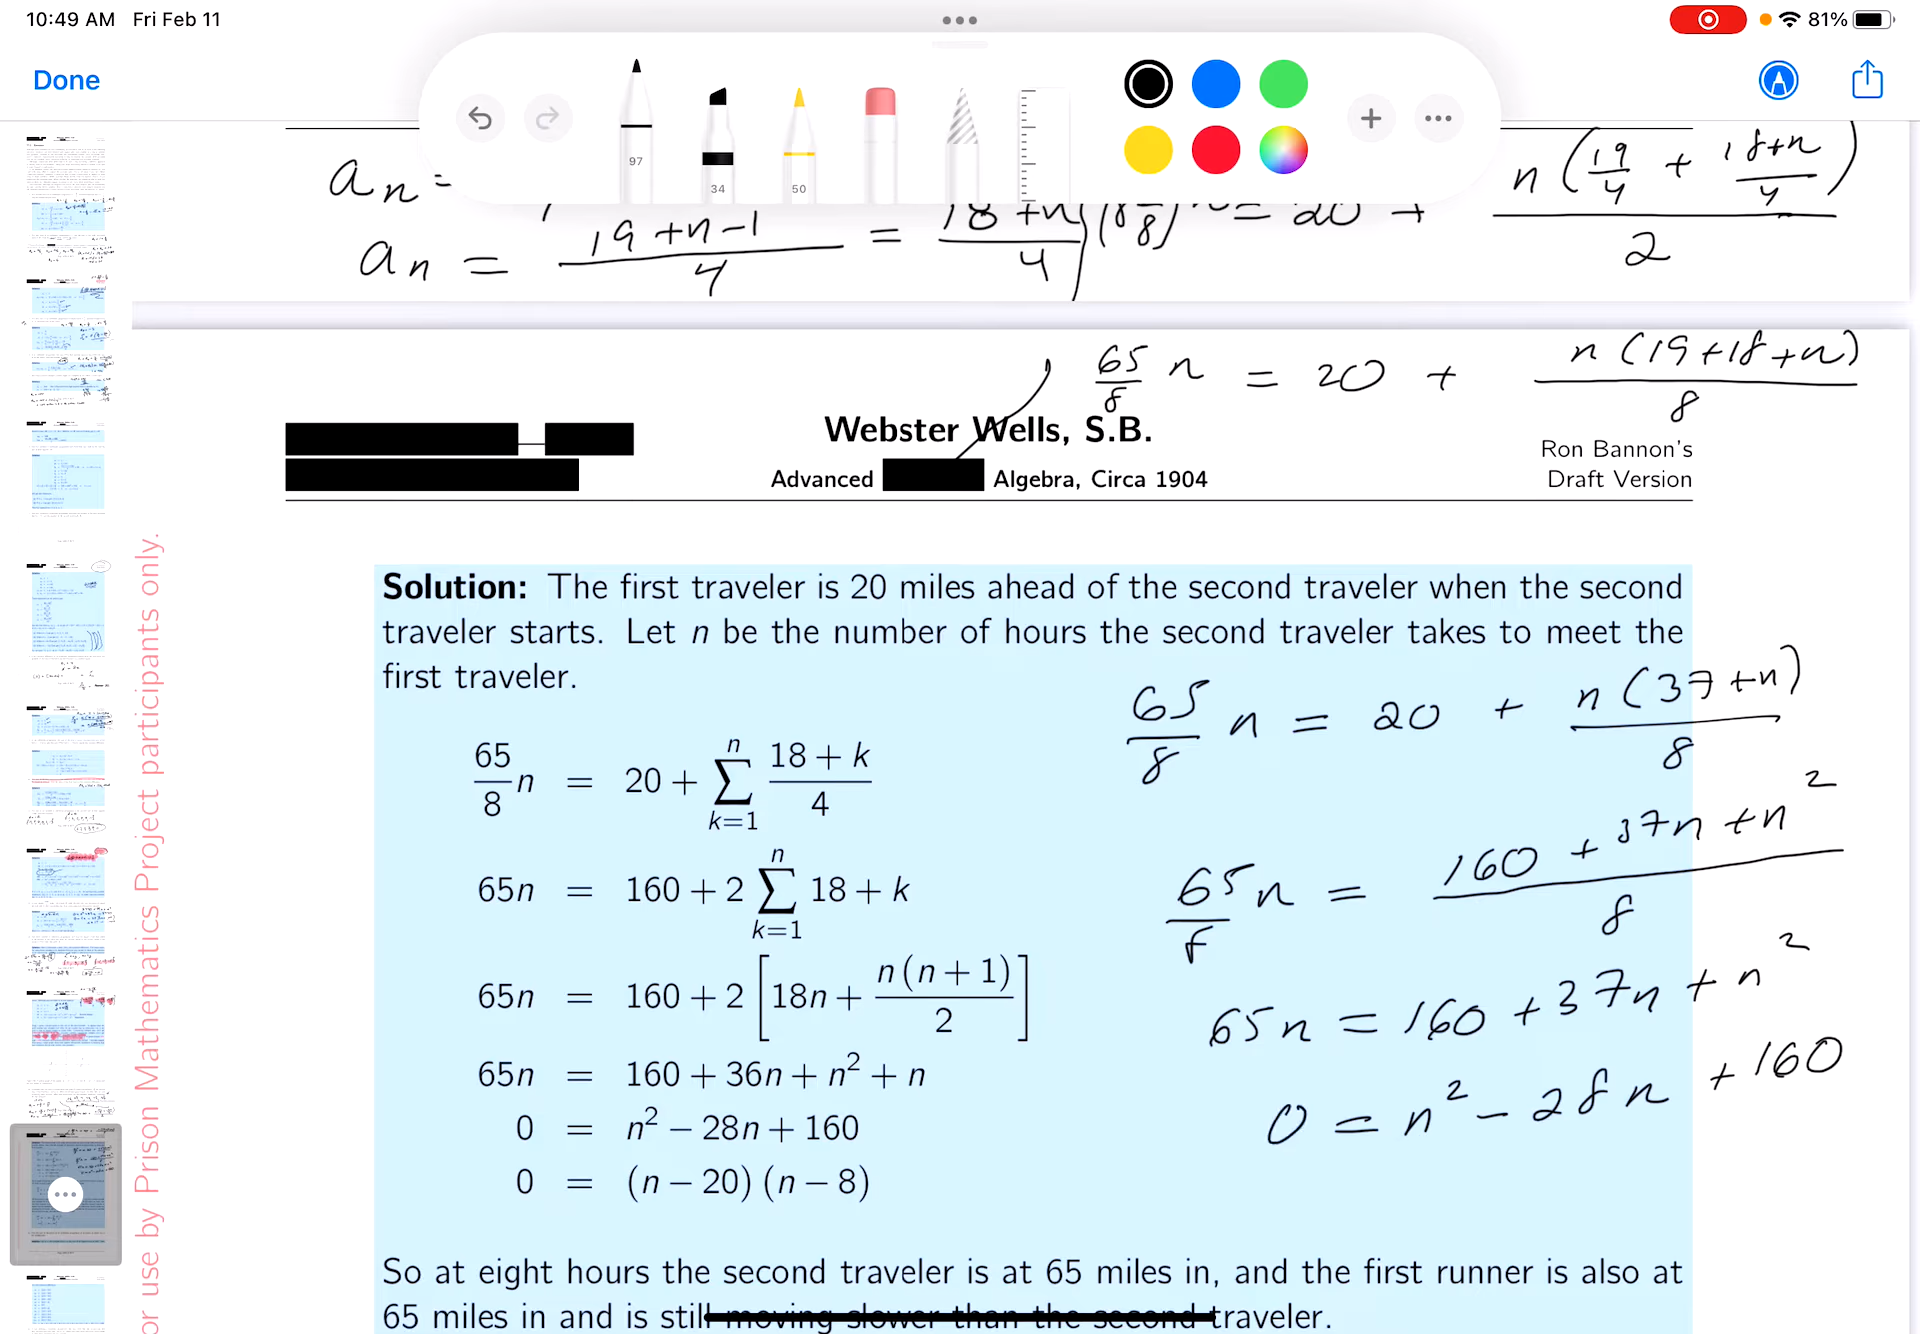 10:49 AM Fri Feb 11
81%
Done
97
34
50
aₙ =
aₙ = (19 + n - 1)/4 = (18 + n)/4
= 20 + n(19/4 + (18+n)/4)/2
65/8 n = 20 + n(19+18+n)/8
Webster Wells, S.B.
Advanced Algebra, Circa 1904
Ron Bannon's
Draft Version
or use by Prison Mathematics Project participants only.
Solution: The first traveler is 20 miles ahead of the second traveler when the second
traveler starts. Let n be the number of hours the second traveler takes to meet the
first traveler.
65/8 n = 20 + n(37+n)/8
65/8 n = 20 + ∑_{k=1}^{n} (18 + k)/4
65/8 n = (160 + 37n + n²)/8
65n = 160 + 2 ∑_{k=1}^{n} 18 + k
65n = 160 + 2 [18n + n(n + 1)/2]
65n = 160 + 37n + n²
65n = 160 + 36n + n² + n
0 = n² - 28n + 160
0 = n² − 28n + 160
0 = (n − 20) (n − 8)
So at eight hours the second traveler is at 65 miles in, and the first runner is also at
65 miles in and is still moving slower than the second traveler.